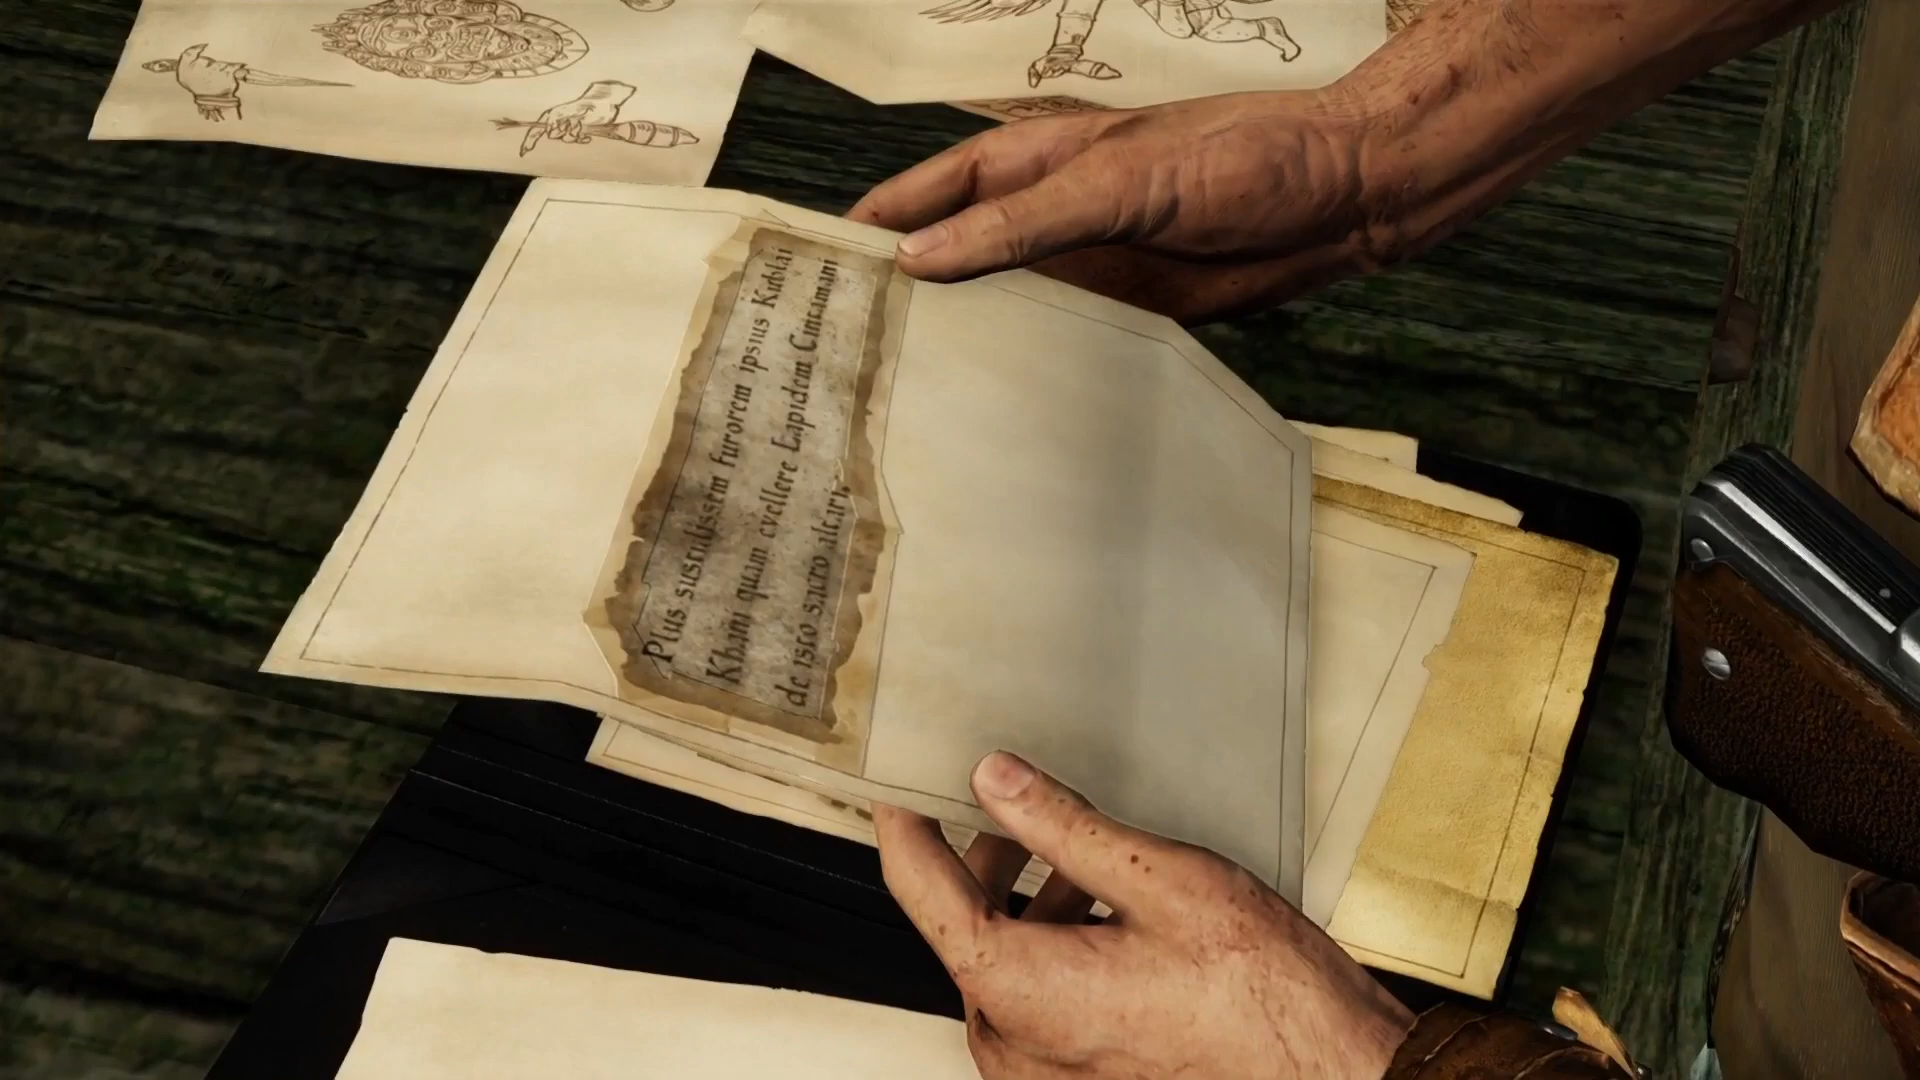 Plus sustulissem furorem ipsius Kublai
Khani quam evellere Lapidem Cintamani
de isto sacro altari.